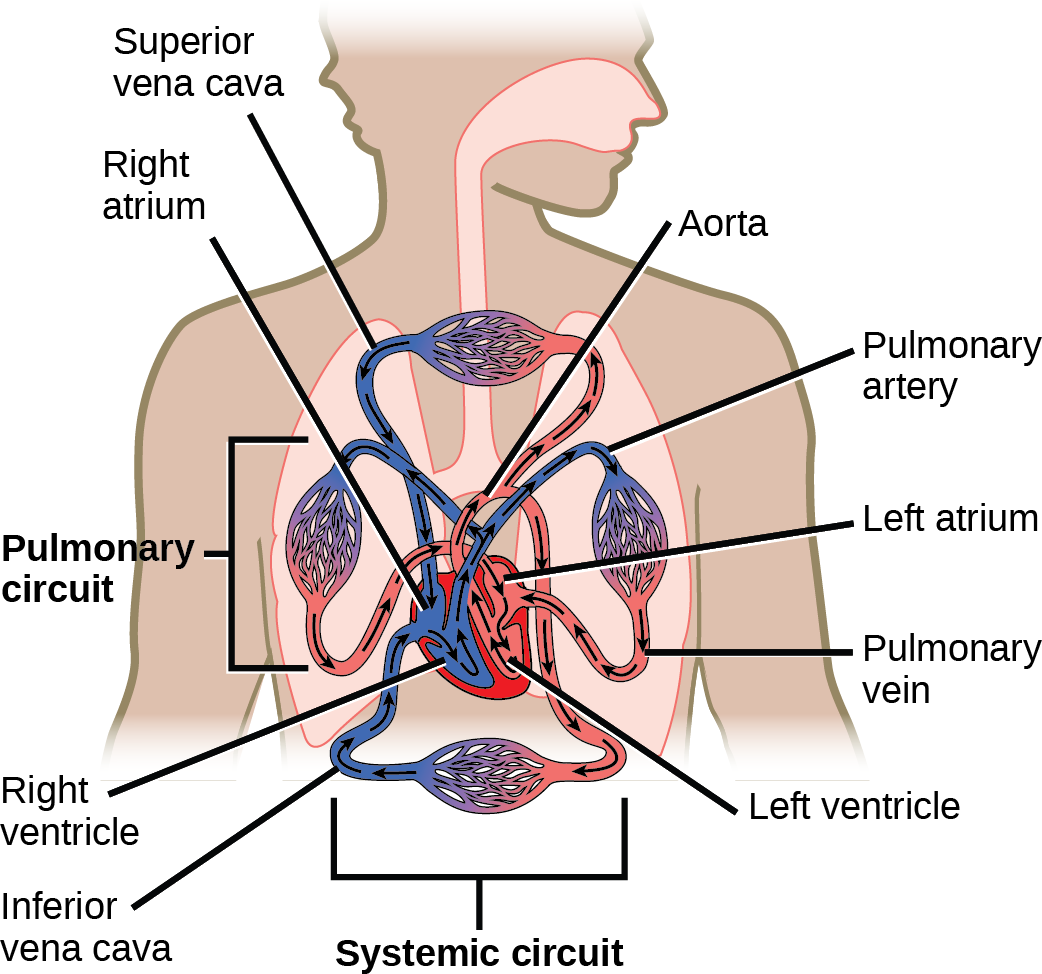 Superior
vena cava
Right
atrium
Aorta
Pulmonary
artery
Left atrium
Pulmonary
circuit
Pulmonary
vein
Right
ventricle
Left ventricle
Inferior
vena cava
Systemic circuit